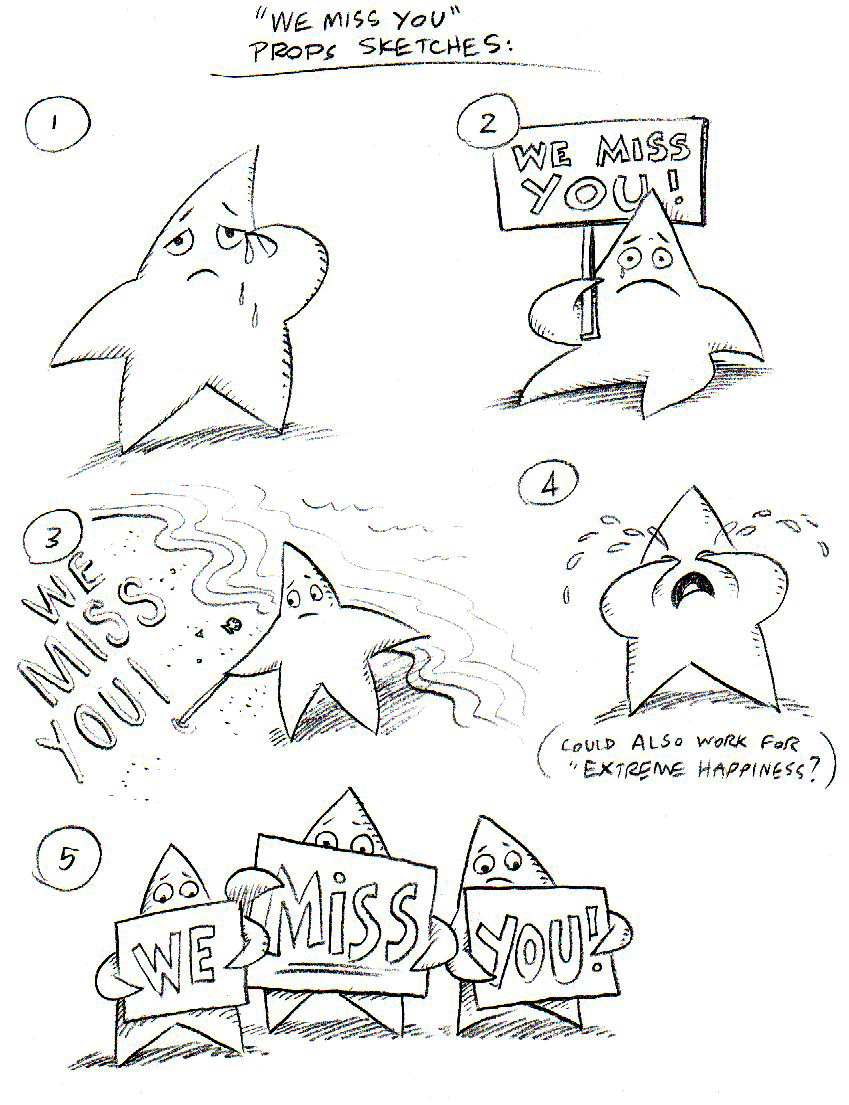 "WE MISS YOU"
PROPS SKETCHES:
1
2
WE MISS
YOU!
3
WE
MISS
YOU!
4
(COULD ALSO WORK FOR
"EXTREME HAPPINESS?)
5
WE
MiSS
YOU!